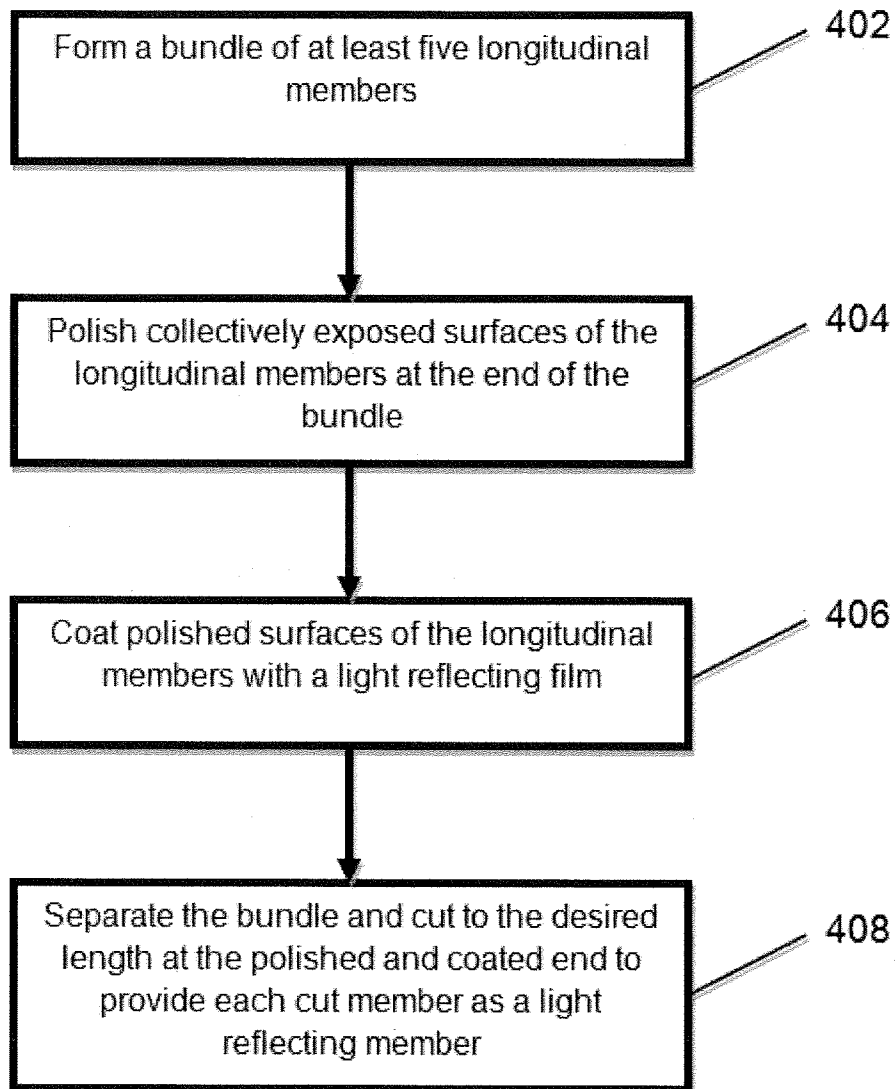 Form a bundle of at least five longitudinal
members
402
Polish collectively exposed surfaces of the
longitudinal members at the end of the
bundle
404
Coat polished surfaces of the longitudinal
members with a light reflecting film
406
Separate the bundle and cut to the desired
length at the polished and coated end to
provide each cut member as a light
reflecting member
408